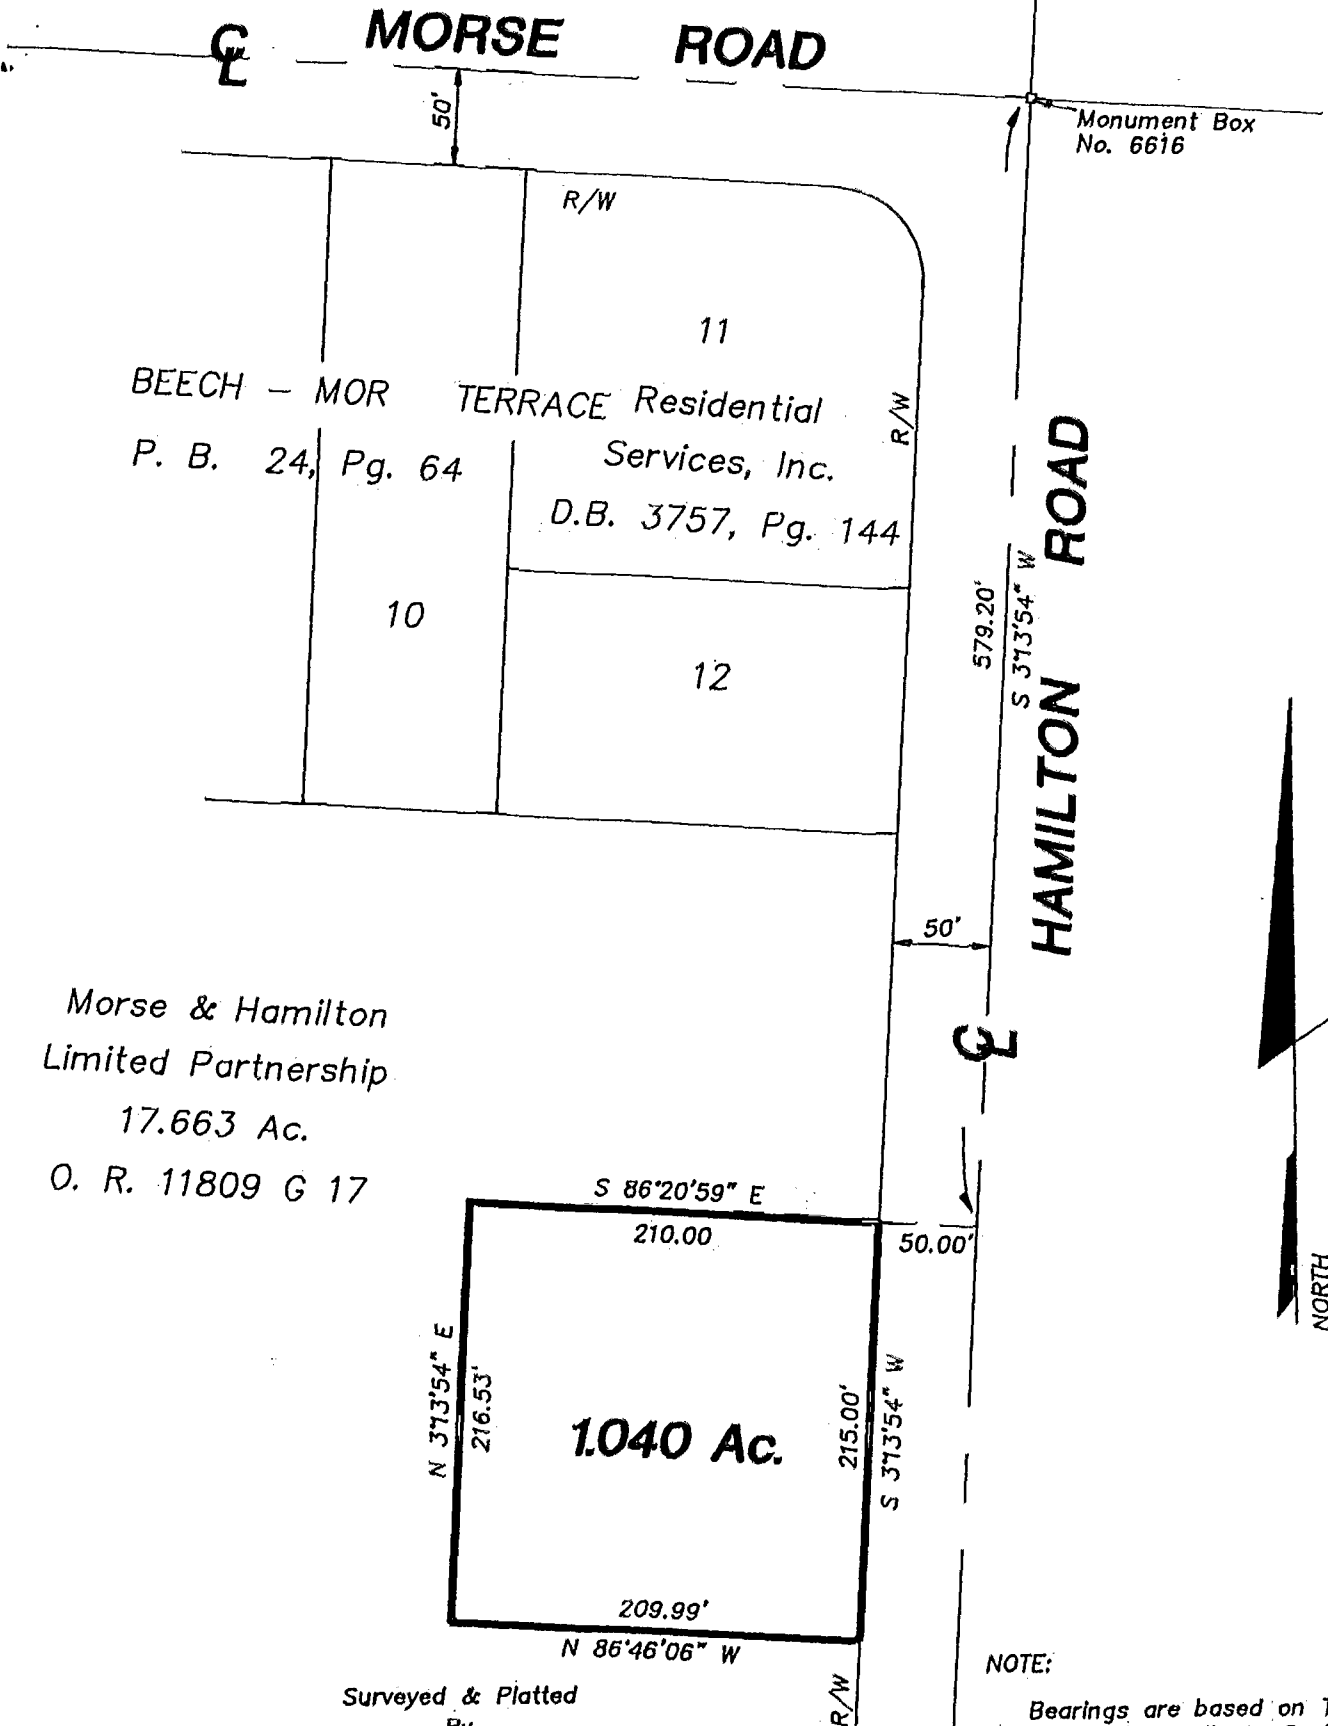 ℄ MORSE ROAD
50'
Monument Box
No. 6616
R/W
11
BEECH – MOR TERRACE
P. B. 24, Pg. 64
Residential
Services, Inc.
D.B. 3757, Pg. 144
R/W
10
12
579.20'
S 3°13'54" W
HAMILTON ROAD
50'
℄
Morse & Hamilton
Limited Partnership
17.663 Ac.
O. R. 11809 G 17
S 86°20'59" E
210.00
50.00'
NORTH
N 3°13'54" E
216.53'
1.040 Ac.
215.00'
S 3°13'54" W
209.99'
N 86°46'06" W
R/W
Surveyed & Platted
NOTE:
Bearings are based on